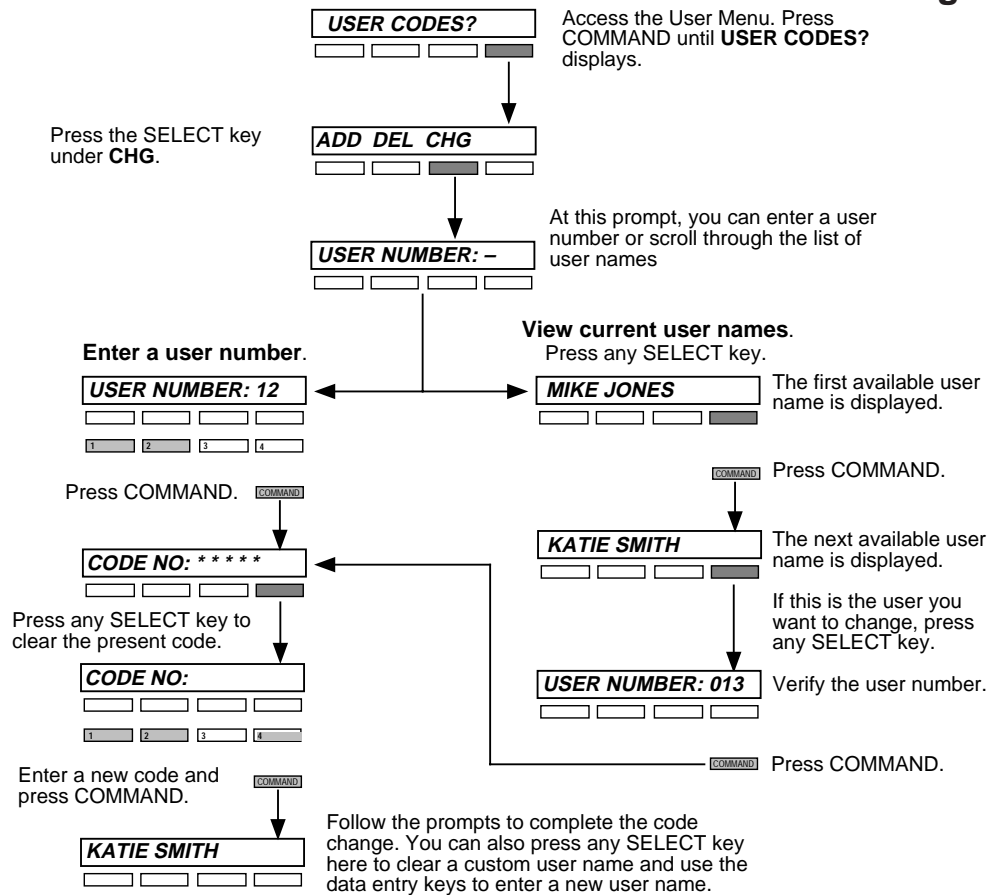 USER CODES?
Access the User Menu. Press
COMMAND until USER CODES?
displays.
Press the SELECT key
under CHG.
ADD DEL CHG
At this prompt, you can enter a user
number or scroll through the list of
user names
USER NUMBER: –
Enter a user number.
USER NUMBER: 12
1 2 3 4
Press COMMAND.
COMMAND
CODE NO: * * * * *
Press any SELECT key to
clear the present code.
CODE NO:
1 2 3 4
Enter a new code and
press COMMAND.
COMMAND
KATIE SMITH
Follow the prompts to complete the code
change. You can also press any SELECT key
here to clear a custom user name and use the
data entry keys to enter a new user name.
View current user names.
Press any SELECT key.
MIKE JONES
The first available user
name is displayed.
COMMAND
Press COMMAND.
KATIE SMITH
The next available user
name is displayed.
If this is the user you
want to change, press
any SELECT key.
USER NUMBER: 013
Verify the user number.
COMMAND
Press COMMAND.